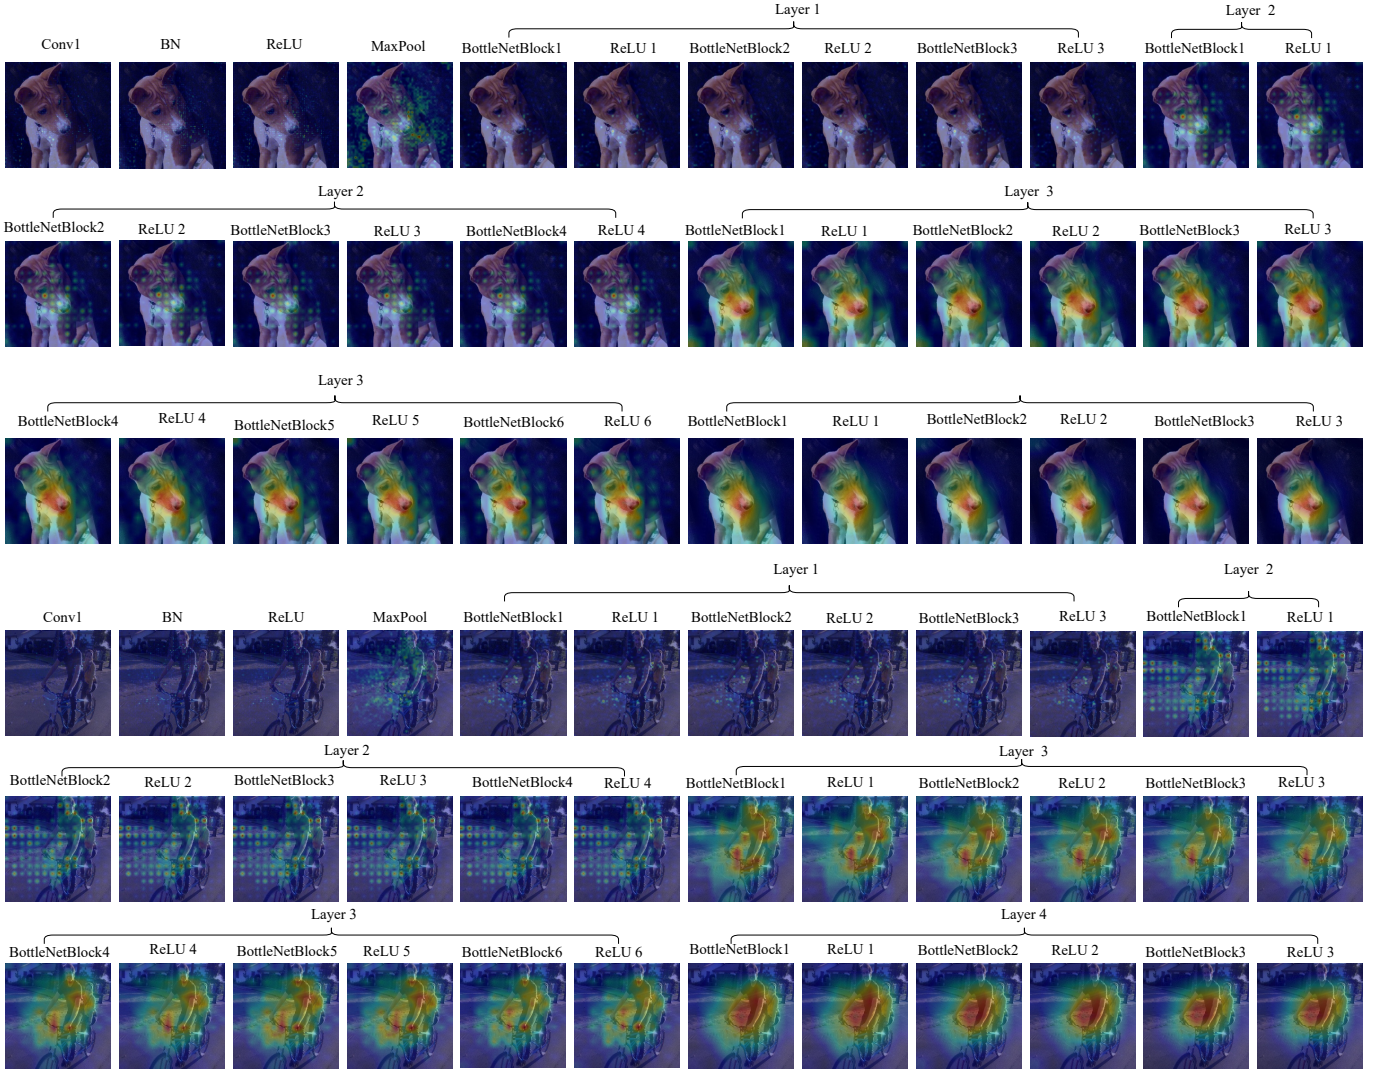 Layer 1 Layer 2
Conv1 BN ReLU MaxPool BottleNetBlock1 ReLU 1 BottleNetBlock2 ReLU 2 BottleNetBlock3 ReLU 3 BottleNetBlock1 ReLU 1
Layer 2 Layer 3
BottleNetBlock2 ReLU 2 BottleNetBlock3 ReLU 3 BottleNetBlock4 ReLU 4 BottleNetBlock1 ReLU 1 BottleNetBlock2 ReLU 2 BottleNetBlock3 ReLU 3
Layer 3
BottleNetBlock4 ReLU 4 BottleNetBlock5 ReLU 5 BottleNetBlock6 ReLU 6 BottleNetBlock1 ReLU 1 BottleNetBlock2 ReLU 2 BottleNetBlock3 ReLU 3
Layer 1 Layer 2
Conv1 BN ReLU MaxPool BottleNetBlock1 ReLU 1 BottleNetBlock2 ReLU 2 BottleNetBlock3 ReLU 3 BottleNetBlock1 ReLU 1
Layer 2 Layer 3
BottleNetBlock2 ReLU 2 BottleNetBlock3 ReLU 3 BottleNetBlock4 ReLU 4 BottleNetBlock1 ReLU 1 BottleNetBlock2 ReLU 2 BottleNetBlock3 ReLU 3
Layer 3 Layer 4
BottleNetBlock4 ReLU 4 BottleNetBlock5 ReLU 5 BottleNetBlock6 ReLU 6 BottleNetBlock1 ReLU 1 BottleNetBlock2 ReLU 2 BottleNetBlock3 ReLU 3